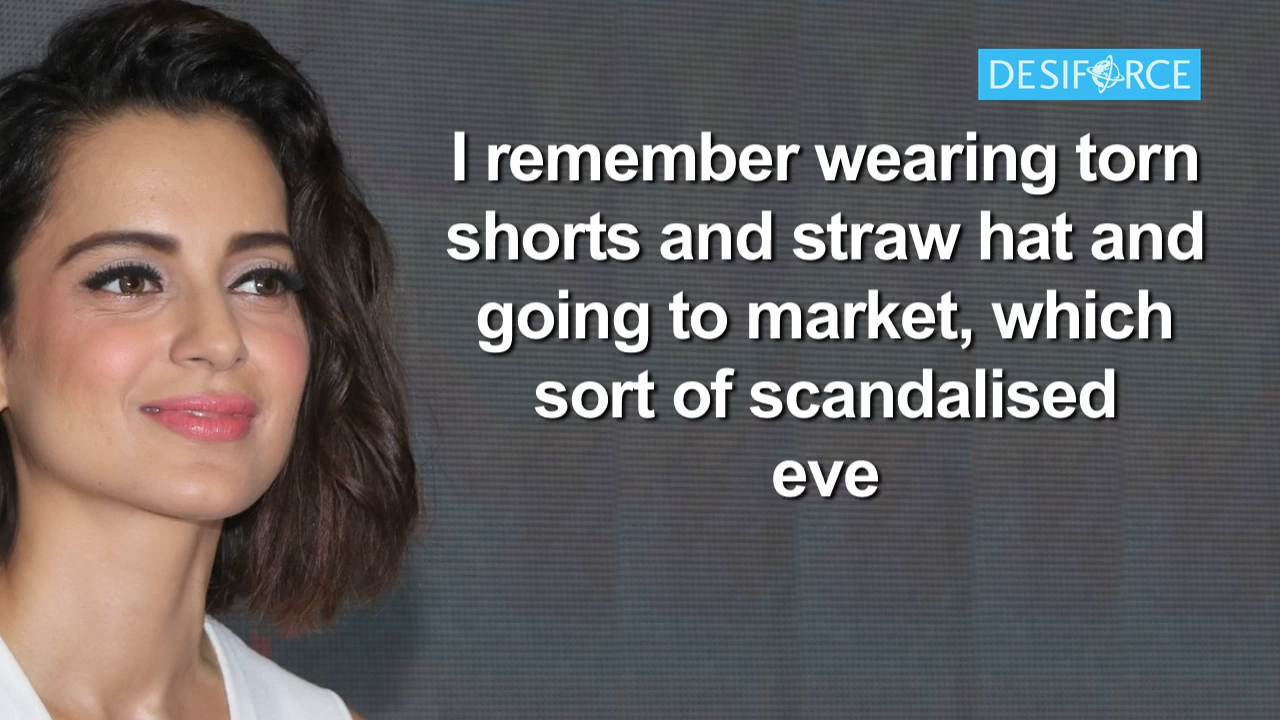 DESIFORCE
I remember wearing torn
shorts and straw hat and
going to market, which
sort of scandalised
eve